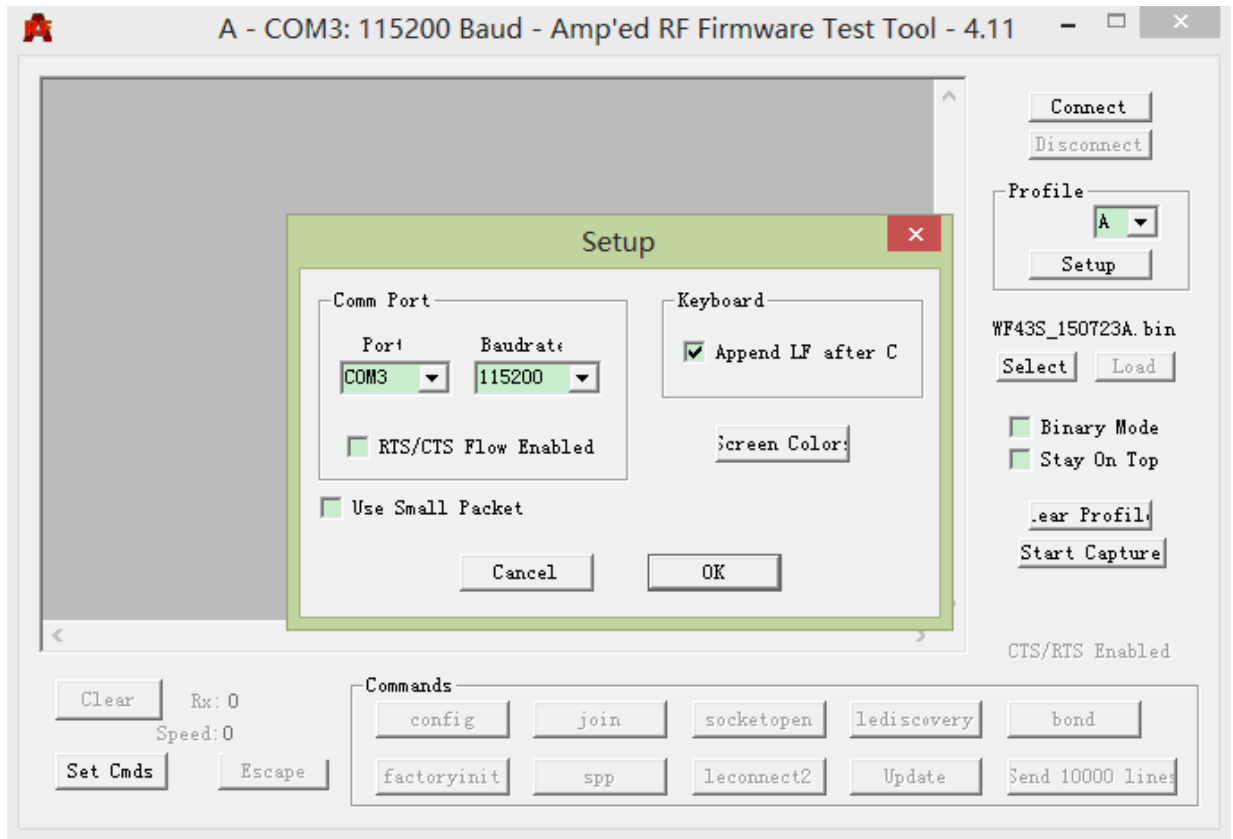 A - COM3: 115200 Baud - Amp'ed RF Firmware Test Tool - 4.11
Connect
Disconnect
Profile
A
Setup
WF43S_150723A.bin
Select Load
Binary Mode
Stay On Top
.ear Profil
Start Capture
CTS/RTS Enabled
Setup
Comm Port
Port Baudrate
COM3 115200
RTS/CTS Flow Enabled
Use Small Packet
Keyboard
Append LF after C
Screen Colors
Cancel OK
Clear Rx: 0
Speed: 0
Set Cmds Escape
Commands
config join socketopen lediscovery bond
factoryinit spp leconnect2 Update Send 10000 lines